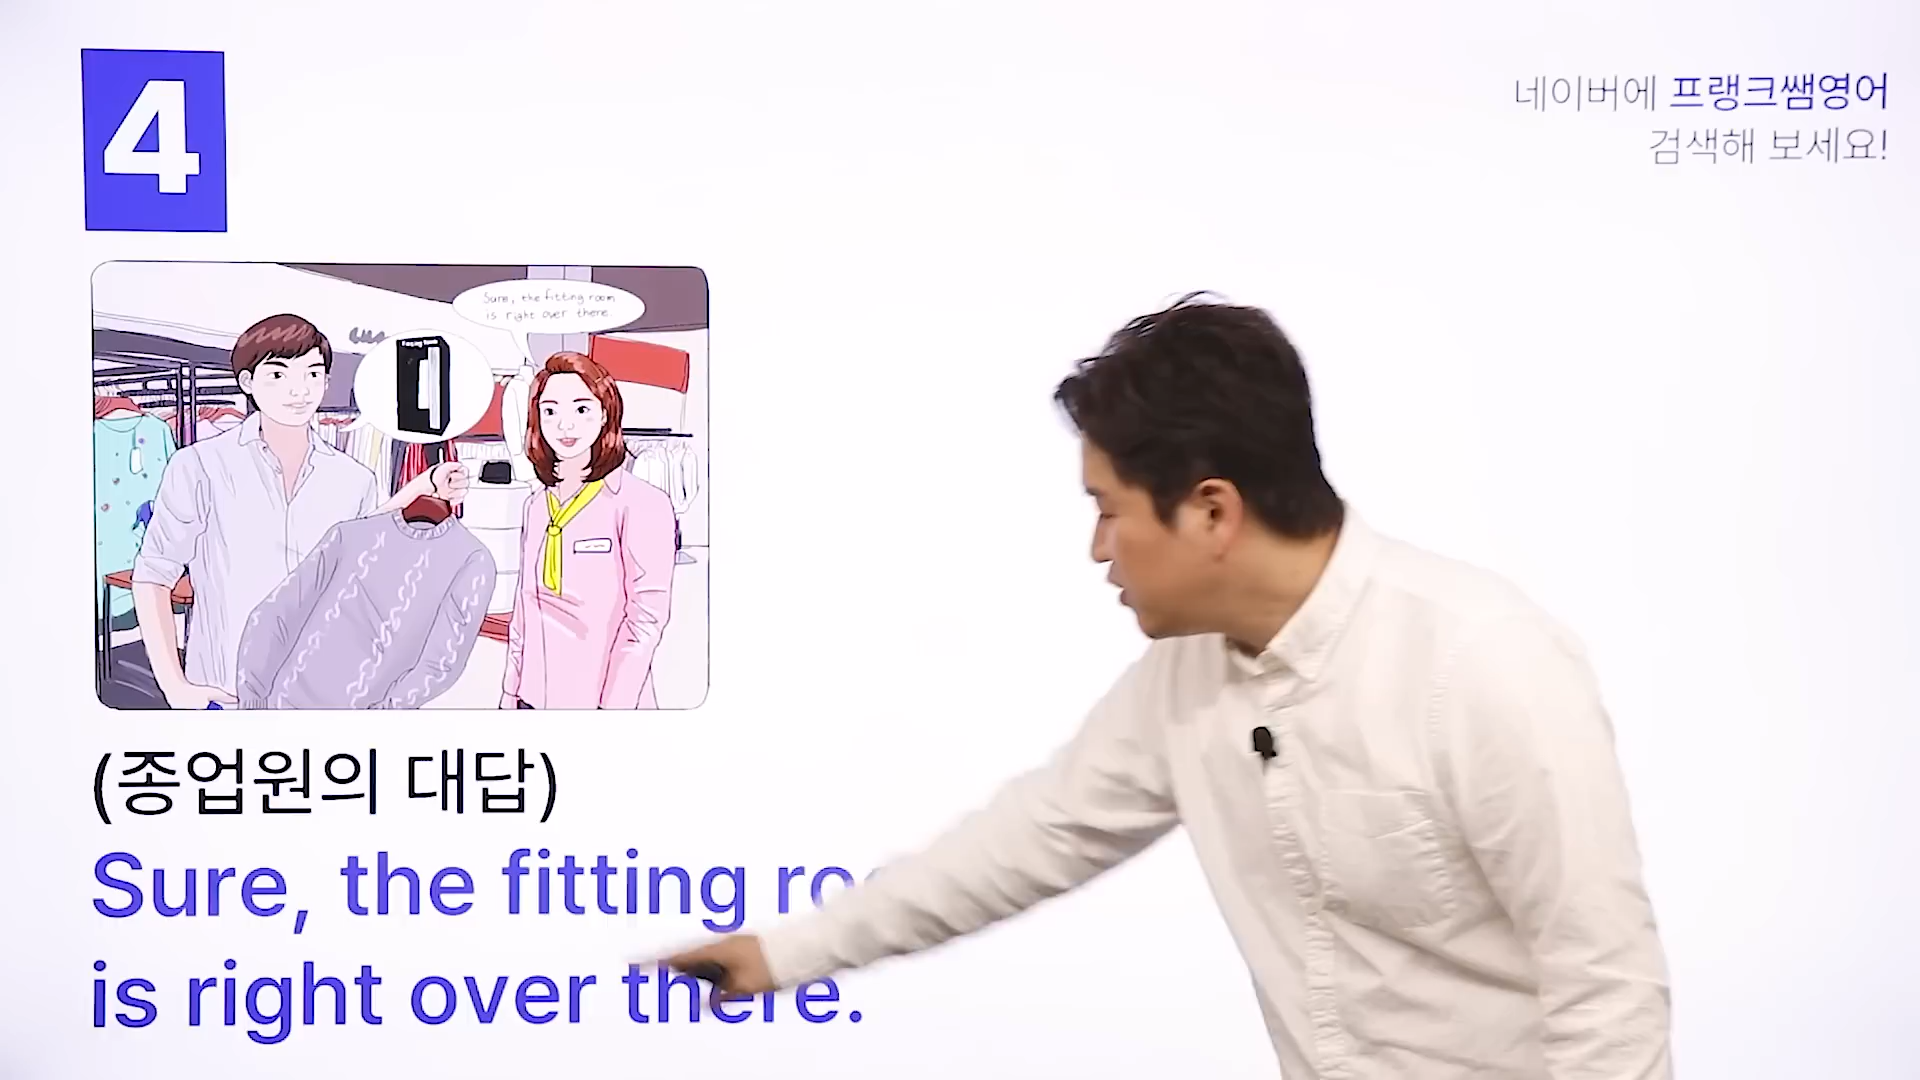 4
네이버에 프랭크쌤영어
검색해 보세요!
Sure, the fitting room
is right over there.
(종업원의 대답)
Sure, the fitting
is right over there.